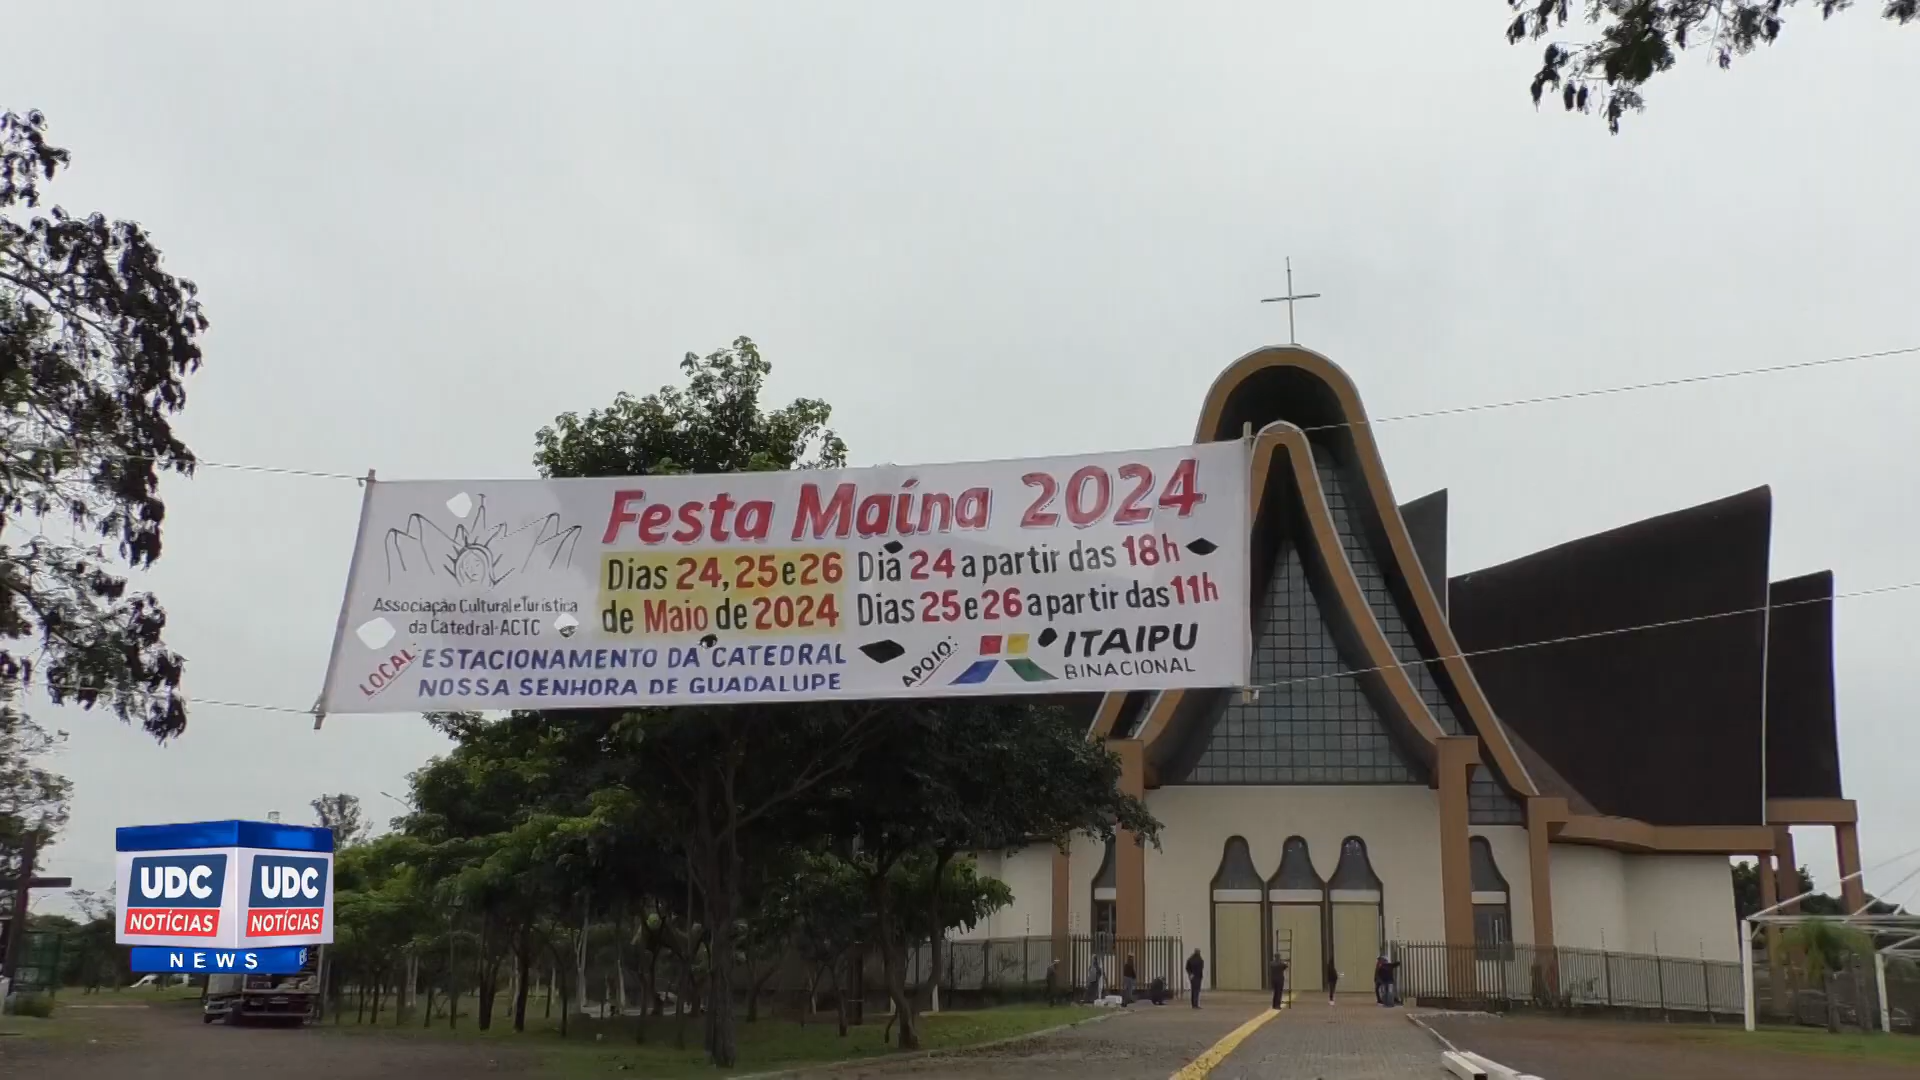 Festa Maína 2024
Dias 24, 25 e 26
de Maio de 2024
Dia 24 a partir das 18h
Dias 25 e 26 a partir das 11h
Associação Cultural e Turística
da Catedral-ACTC
LOCAL:
ESTACIONAMENTO DA CATEDRAL
NOSSA SENHORA DE GUADALUPE
APOIO:
ITAIPU
BINACIONAL
UDC
NOTÍCIAS
UDC
NOTÍCIAS
NEWS